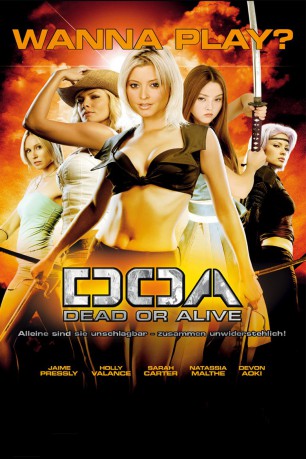 WANNA PLAY?
DOA
DEAD OR ALIVE
Alleine sind sie unschlagbar - zusammen unwiderstehlich!
JAIME PRESSLY
HOLLY VALANCE
SARAH CARTER
NATASSIA MALTHE
DEVON AOKI